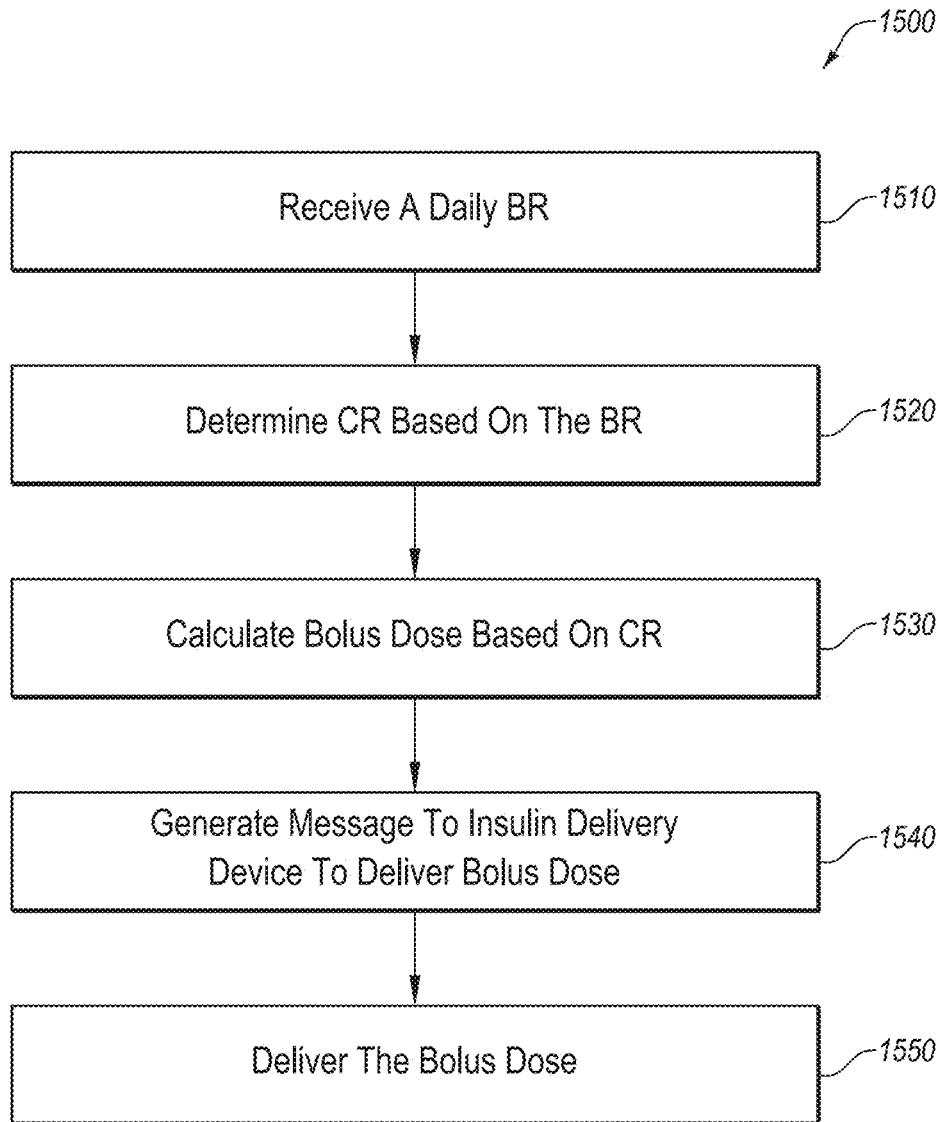 1500
Receive A Daily BR
1510
Determine CR Based On The BR
1520
Calculate Bolus Dose Based On CR
1530
Generate Message To Insulin Delivery
Device To Deliver Bolus Dose
1540
Deliver The Bolus Dose
1550